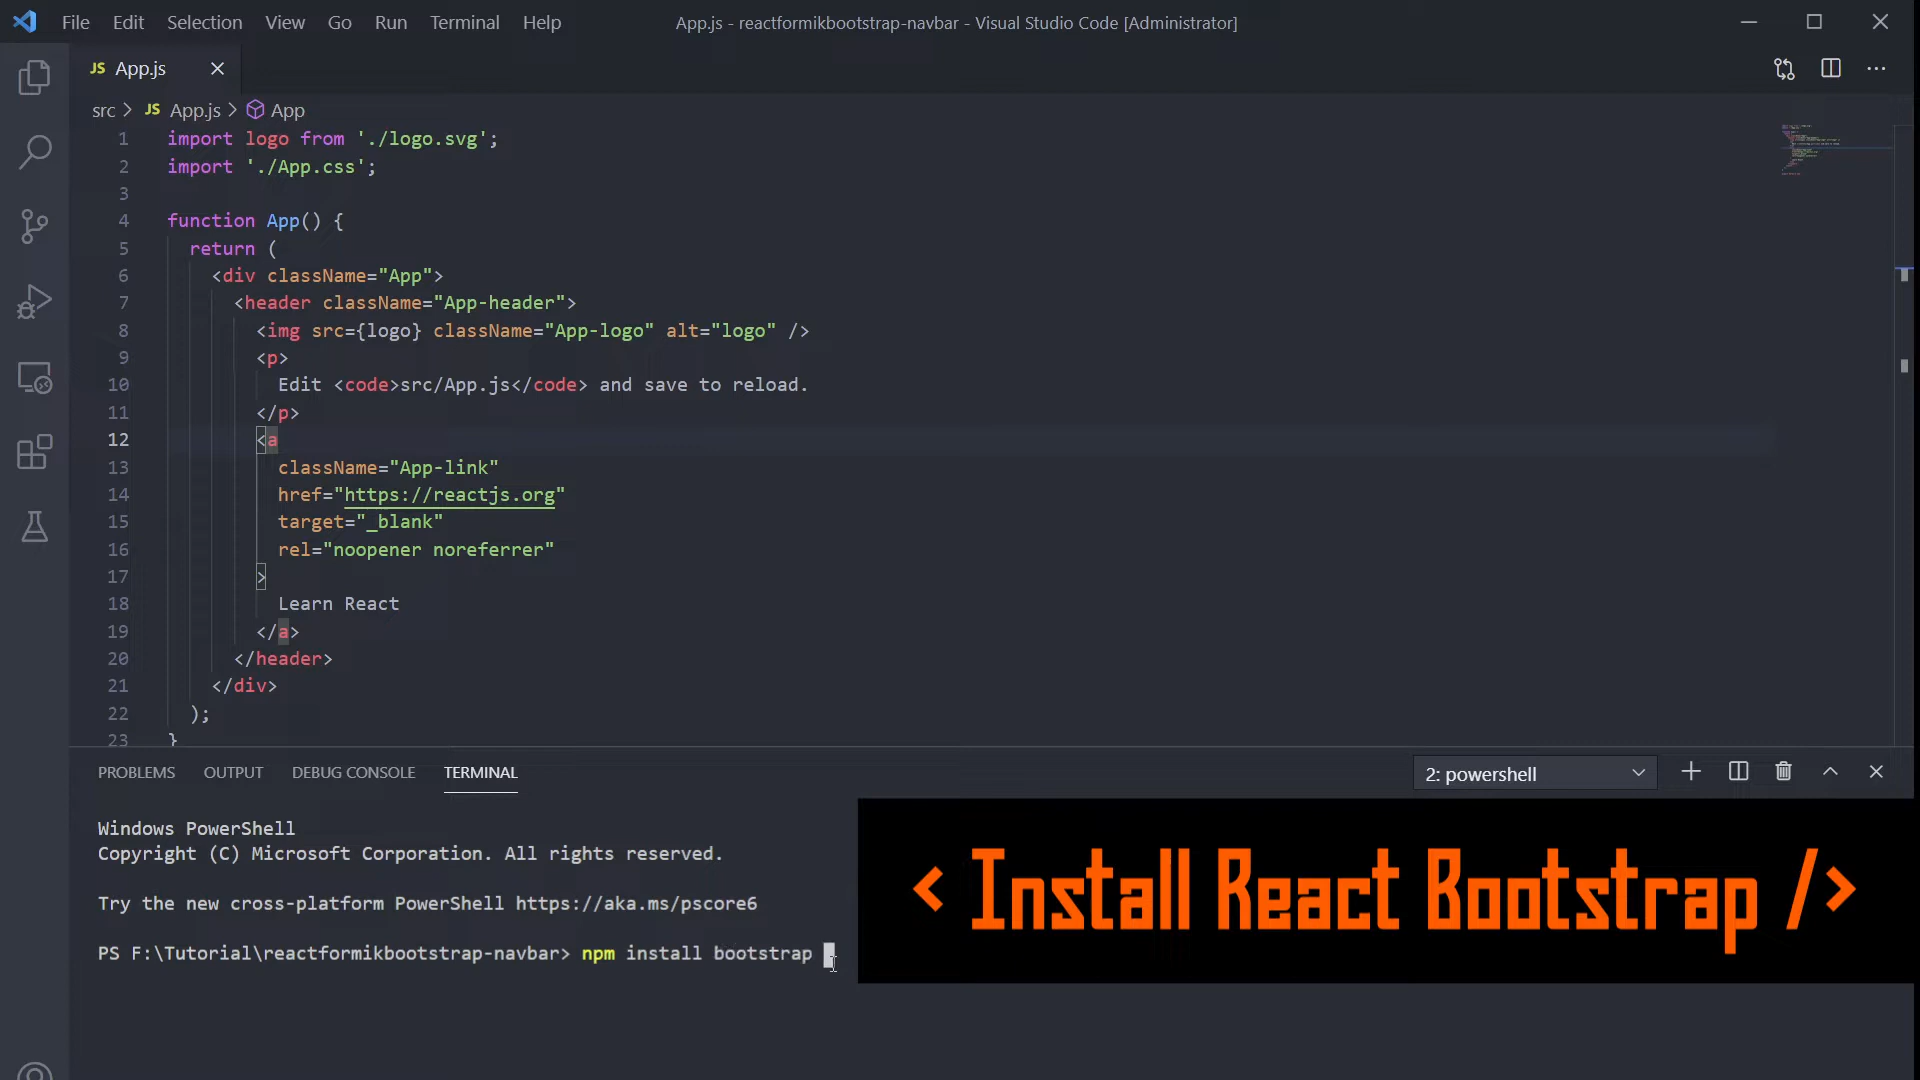 File Edit Selection View Go Run Terminal Help App.js - reactformikbootstrap-navbar - Visual Studio Code [Administrator]
JS App.js
src > JS App.js > App
1 import logo from './logo.svg';
2 import './App.css';
3
4 function App() {
5 return (
6 <div className="App">
7 <header className="App-header">
8 <img src={logo} className="App-logo" alt="logo" />
9 <p>
10 Edit <code>src/App.js</code> and save to reload.
11 </p>
12 <a
13 className="App-link"
14 href="https://reactjs.org"
15 target="_blank"
16 rel="noopener noreferrer"
17 >
18 Learn React
19 </a>
20 </header>
21 </div>
22 );
23 }
PROBLEMS OUTPUT DEBUG CONSOLE TERMINAL 2: powershell
Windows PowerShell
Copyright (C) Microsoft Corporation. All rights reserved.
Try the new cross-platform PowerShell https://aka.ms/pscore6
PS F:\Tutorial\reactformikbootstrap-navbar> npm install bootstrap
< Install React Bootstrap />